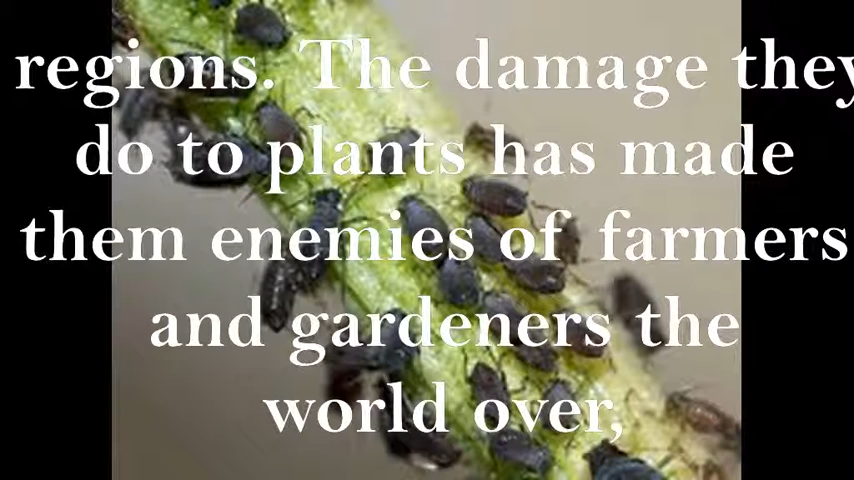 regions. The damage they
do to plants has made
them enemies of farmers
and gardeners the
world over,